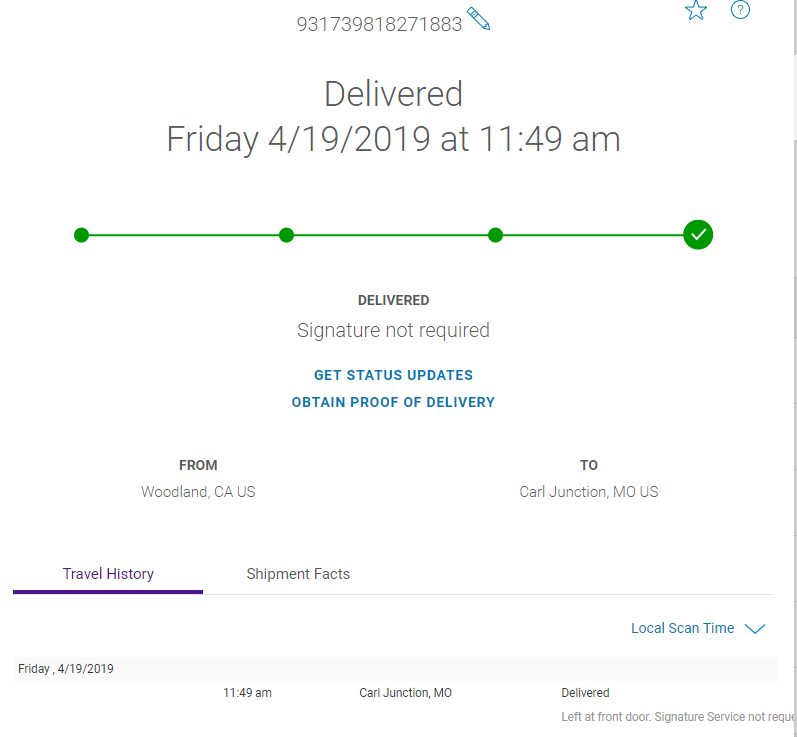 931739818271883
?
Delivered
Friday 4/19/2019 at 11:49 am
DELIVERED
Signature not required
GET STATUS UPDATES
OBTAIN PROOF OF DELIVERY
FROM TO
Woodland, CA US Carl Junction, MO US
Travel History Shipment Facts
Local Scan Time
Friday , 4/19/2019
11:49 am Carl Junction, MO Delivered
Left at front door. Signature Service not